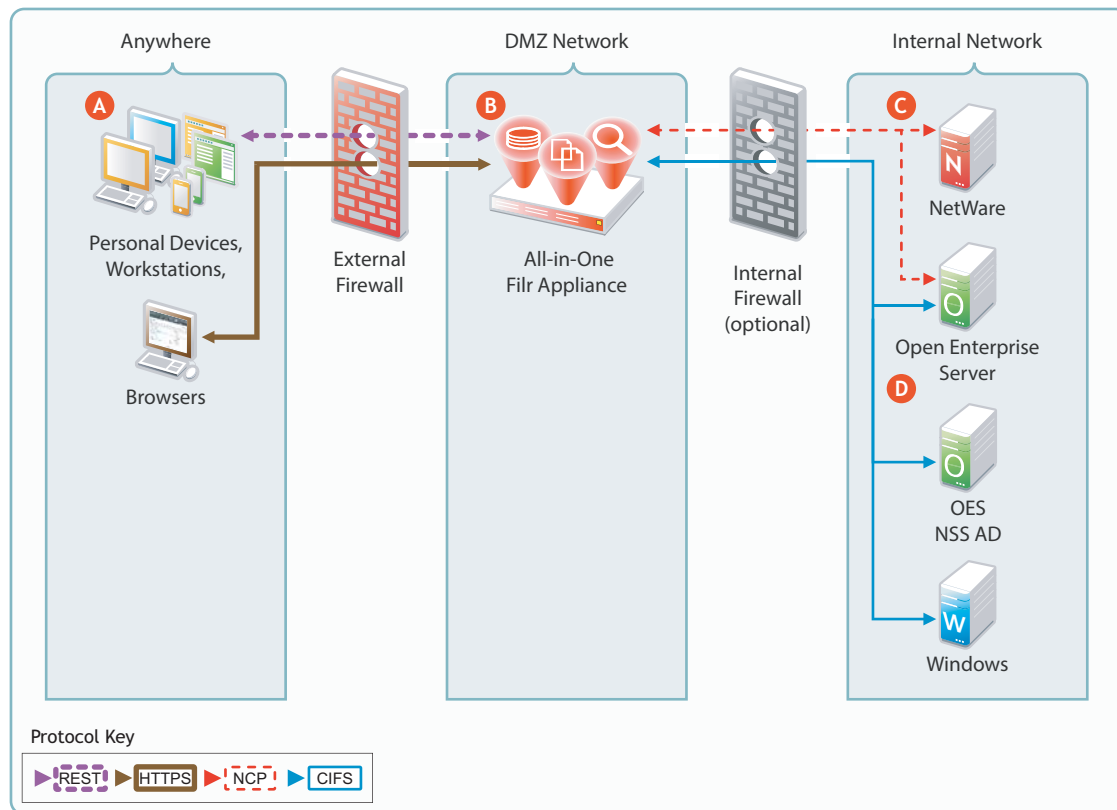 Anywhere
DMZ Network
Internal Network
A
B
C
N
NetWare
Personal Devices,
Workstations,
External
Firewall
All-in-One
Filr Appliance
Internal
Firewall
(optional)
O
Open Enterprise
Server
Browsers
D
O
OES
NSS AD
W
Windows
Protocol Key
REST
HTTPS
NCP
CIFS